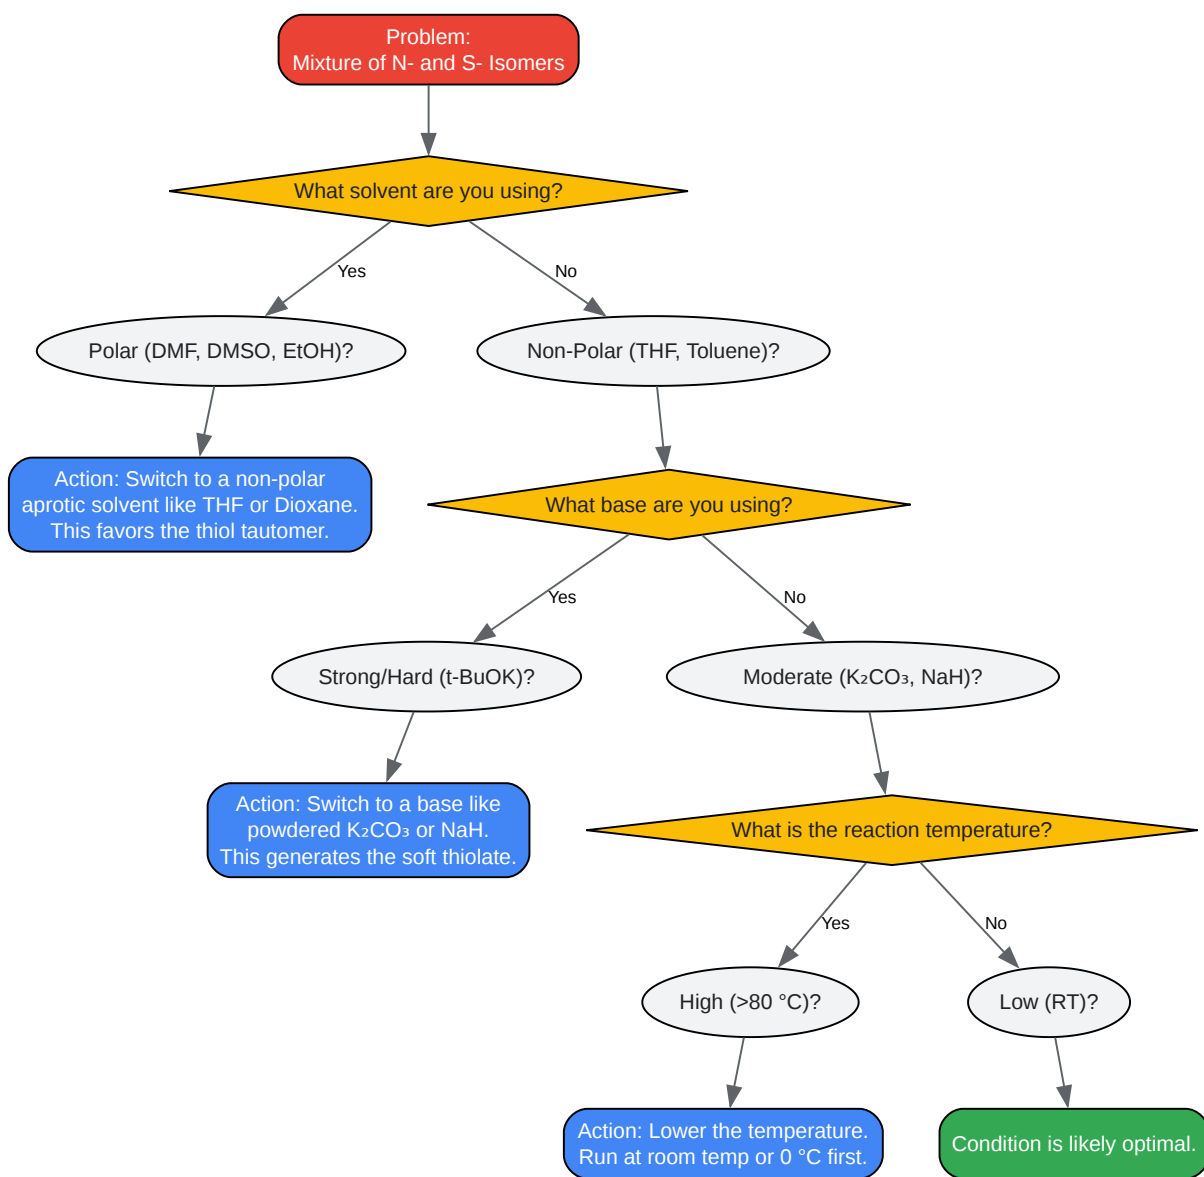 Problem:
Mixture of N- and S- Isomers
What solvent are you using?
Yes
No
Polar (DMF, DMSO, EtOH)?
Non-Polar (THF, Toluene)?
Action: Switch to a non-polar
aprotic solvent like THF or Dioxane.
This favors the thiol tautomer.
What base are you using?
Yes
No
Strong/Hard (t-BuOK)?
Moderate (K₂CO₃, NaH)?
Action: Switch to a base like
powdered K₂CO₃ or NaH.
This generates the soft thiolate.
What is the reaction temperature?
Yes
No
High (>80 °C)?
Low (RT)?
Action: Lower the temperature.
Run at room temp or 0 °C first.
Condition is likely optimal.